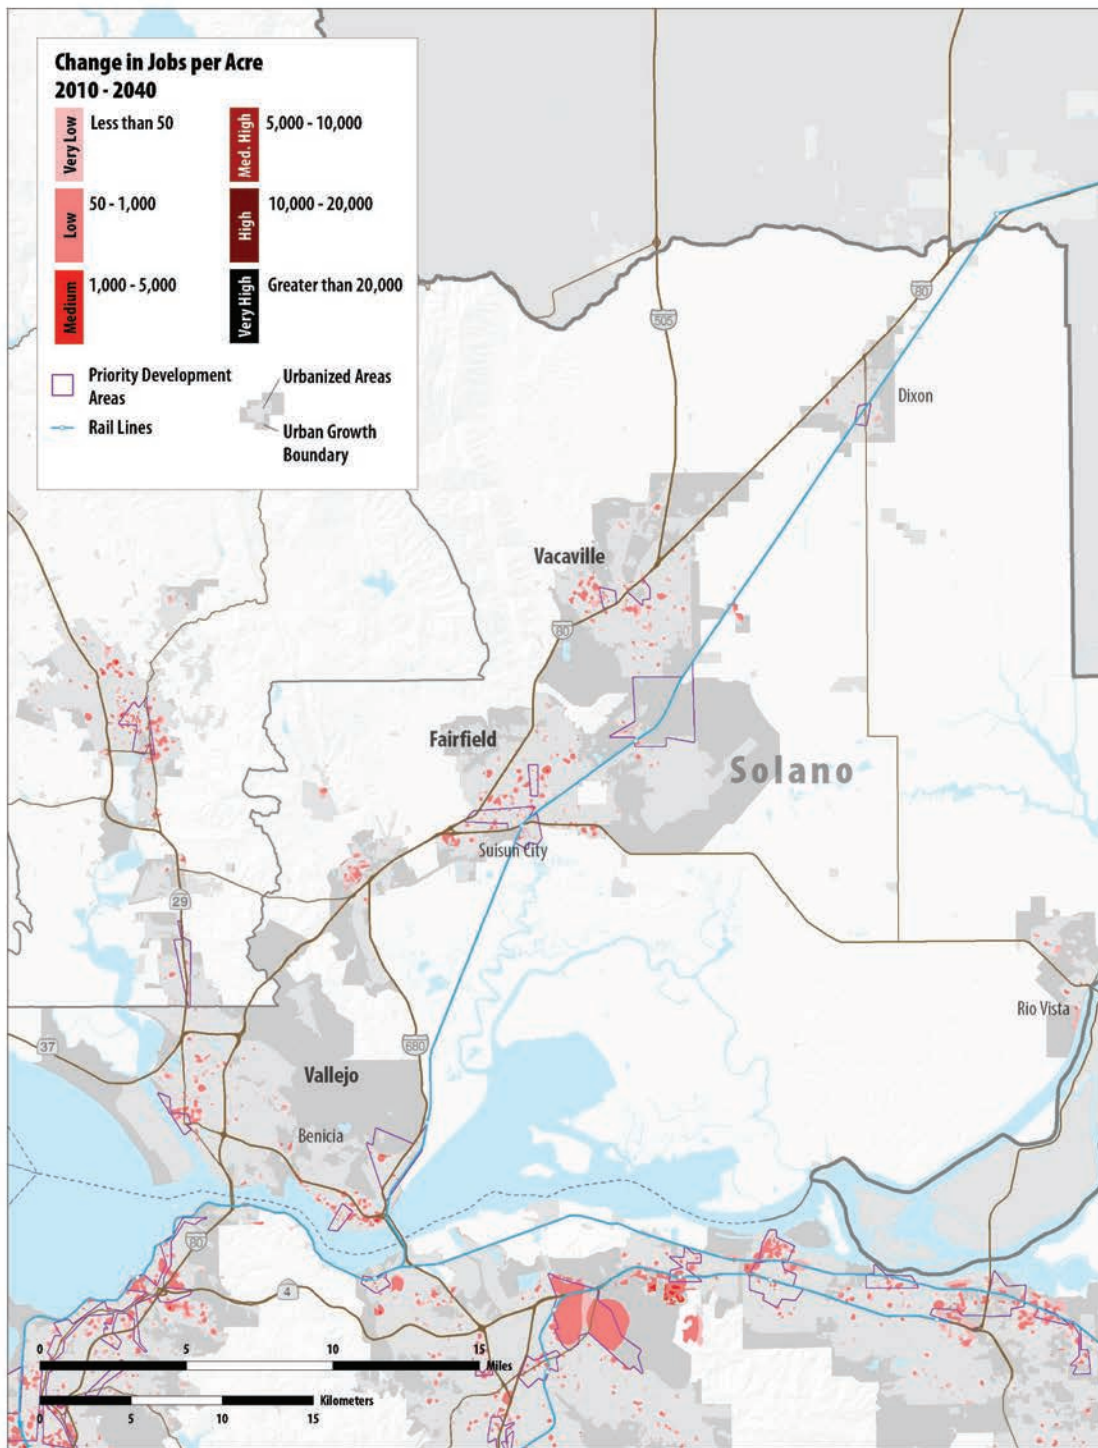 Change in Jobs per Acre
2010 - 2040
Very Low
Less than 50
Med. High
5,000 - 10,000
Low
50 - 1,000
High
10,000 - 20,000
Medium
1,000 - 5,000
Very High
Greater than 20,000
Priority Development
Areas
Rail Lines
Urbanized Areas
Urban Growth
Boundary
505
80
Dixon
Vacaville
80
Fairfield
Solano
Suisun City
29
Rio Vista
37
680
Vallejo
Benicia
80
4
0 5 10 15 Miles
Kilometers
0 5 10 15